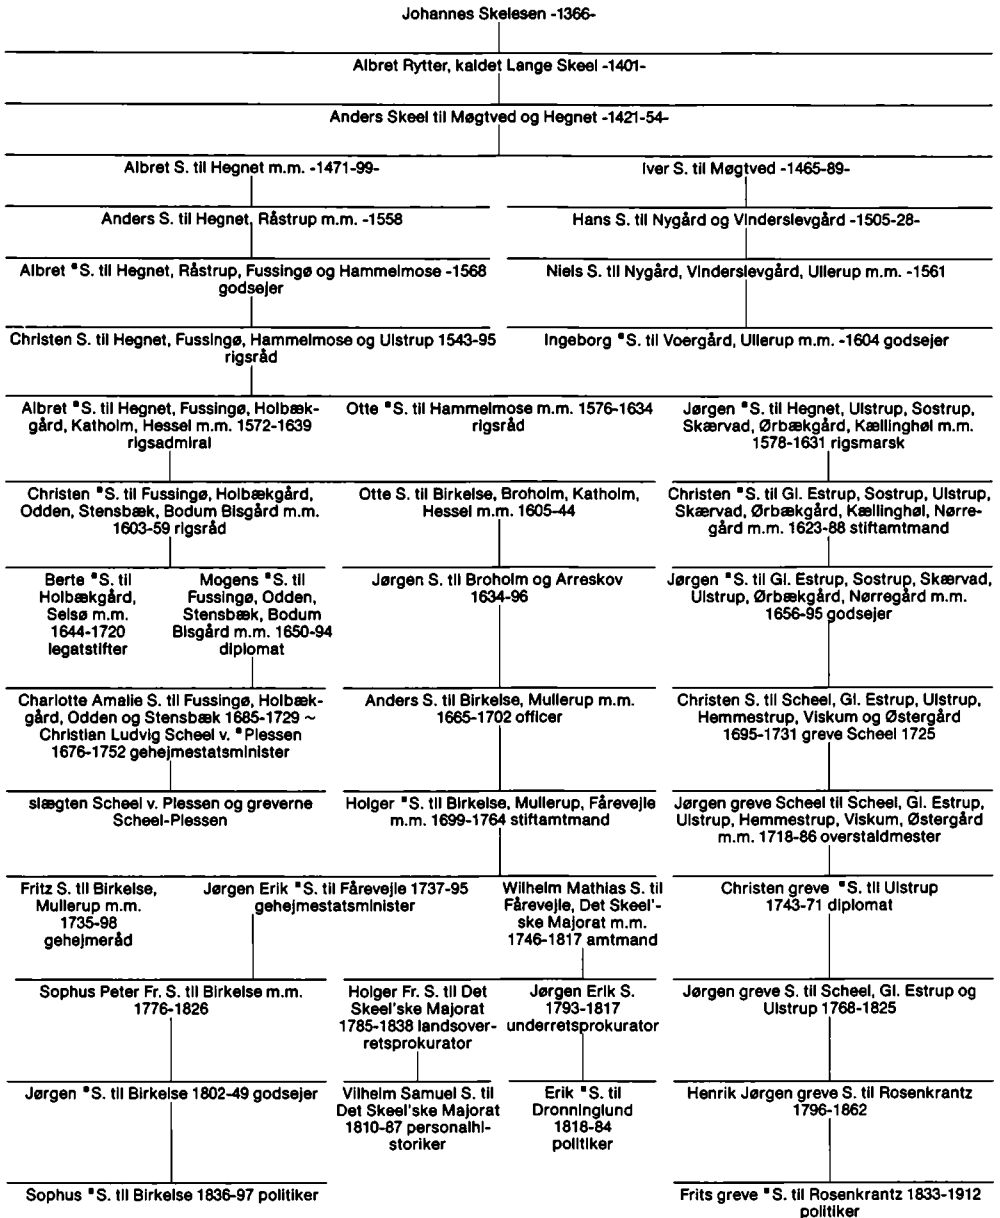 Johannes Skelesen -1366-
Albret Rytter, kaldet Lange Skeel -1401-
Anders Skeel til Møgtved og Hegnet -1421-54-
Albret S. til Hegnet m.m. -1471-99-
Iver S. til Møgtved -1465-89-
Anders S. til Hegnet, Råstrup m.m. -1558
Hans S. til Nygård og Vinderslevgård -1505-28-
Albret *S. til Hegnet, Råstrup, Fussingø og Hammelmose -1568
godsejer
Niels S. til Nygård, Vinderslevgård, Ullerup m.m. -1561
Christen S. til Hegnet, Fussingø, Hammelmose og Ulstrup 1543-95
rigsråd
Ingeborg *S. til Voergård, Ullerup m.m. -1604 godsejer
Albret *S. til Hegnet, Fussingø, Holbæk-
gård, Katholm, Hessel m.m. 1572-1639
rigsadmiral
Otte *S. til Hammelmose m.m. 1576-1634
rigsråd
Jørgen *S. til Hegnet, Ulstrup, Sostrup,
Skærvad, Ørbækgård, Kællinghøl m.m.
1578-1631 rigsmarsk
Christen *S. til Fussingø, Holbækgård,
Odden, Stensbæk, Bodum Bisgård m.m.
1603-59 rigsråd
Otte S. til Birkelse, Broholm, Katholm,
Hessel m.m. 1605-44
Christen *S. til Gl. Estrup, Sostrup, Ulstrup,
Skærvad, Ørbækgård, Kællinghøl, Nørre-
gård m.m. 1623-88 stiftamtmand
Berte *S. til
Holbækgård,
Selsø m.m.
1644-1720
legatstifter
Mogens *S. til
Fussingø, Odden,
Stensbæk, Bodum
Bisgård m.m. 1650-94
diplomat
Jørgen S. til Broholm og Arreskov
1634-96
Jørgen *S. til Gl. Estrup, Sostrup, Skærvad,
Ulstrup, Ørbækgård, Nørregård m.m.
1656-95 godsejer
Charlotte Amalie S. til Fussingø, Holbæk-
gård, Odden og Stensbæk 1685-1729 ~
Christian Ludvig Scheel v. *Plessen
1676-1752 gehejmestatsminister
Anders S. til Birkelse, Mullerup m.m.
1665-1702 officer
Christen S. til Scheel, Gl. Estrup, Ulstrup,
Hemmestrup, Viskum og Østergård
1695-1731 greve Scheel 1725
slægten Scheel v. Plessen og greverne
Scheel-Plessen
Holger *S. til Birkelse, Mullerup, Fårevejle
m.m. 1699-1764 stiftamtmand
Jørgen greve Scheel til Scheel, Gl. Estrup,
Ulstrup, Hemmestrup, Viskum, Østergård
m.m. 1718-86 overstaldmester
Fritz S. til Birkelse,
Mullerup m.m.
1735-98
gehejmeråd
Jørgen Erik *S. til Fårevejle 1737-95
gehejmestatsminister
Wilhelm Mathias S. til
Fårevejle, Det Skeel'-
ske Majorat m.m.
1746-1817 amtmand
Christen greve *S. til Ulstrup
1743-71 diplomat
Sophus Peter Fr. S. til Birkelse m.m.
1776-1826
Holger Fr. S. til Det
Skeel'ske Majorat
1785-1838 landsover-
retsprokurator
Jørgen Erik S.
1793-1817
underretsprokurator
Jørgen greve S. til Scheel, Gl. Estrup og
Ulstrup 1768-1825
Jørgen *S. til Birkelse 1802-49 godsejer
Vilhelm Samuel S. til
Det Skeel'ske Majorat
1810-87 personalhi-
storiker
Erik *S. til
Dronninglund
1818-84
politiker
Henrik Jørgen greve S. til Rosenkrantz
1796-1862
Sophus *S. til Birkelse 1836-97 politiker
Frits greve *S. til Rosenkrantz 1833-1912
politiker